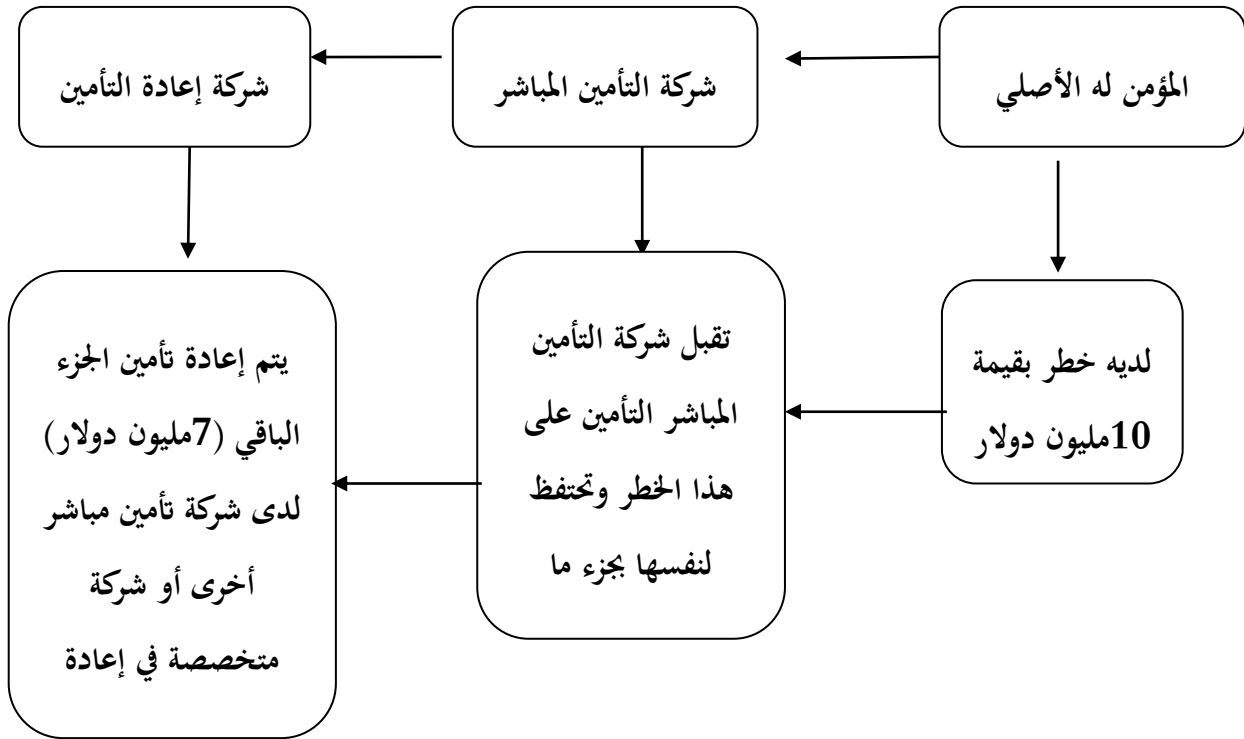 المؤمن له الأصلي
شركة التأمين المباشر
شركة إعادة التأمين
لديه خطر بقيمة
10مليون دولار
تقبل شركة التأمين
المباشر التأمين على
هذا الخطر وتحتفظ
لنفسها بجزء ما
يتم إعادة تأمين الجزء
الباقي (7مليون دولار)
لدى شركة تأمين مباشر
أخرى أو شركة
متخصصة في إعادة